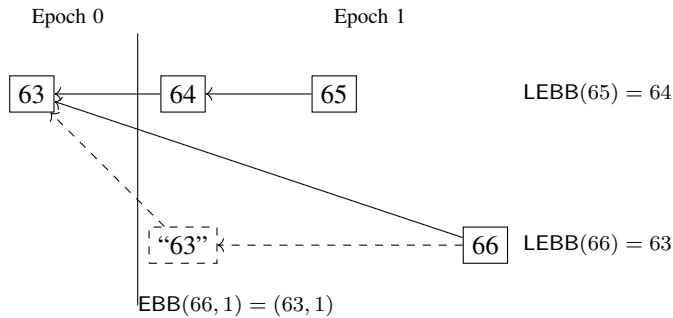 Epoch 0 Epoch 1
63 64 65 LEBB(65) = 64
“63” 66 LEBB(66) = 63
EBB(66, 1) = (63, 1)